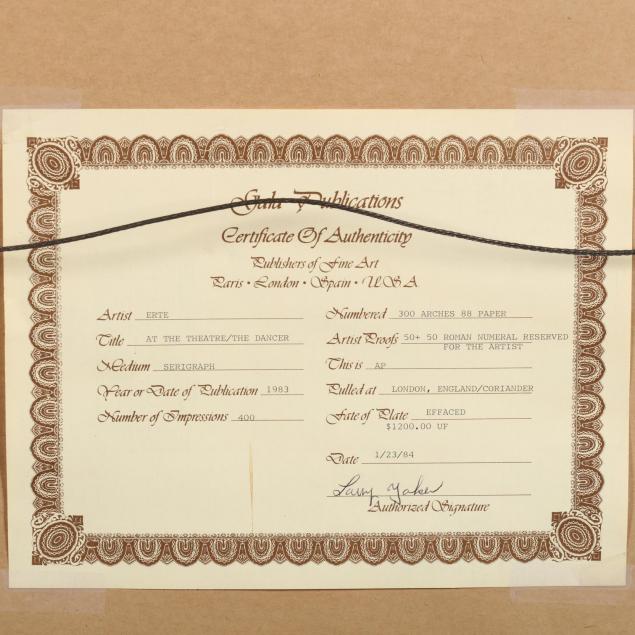 Gala Publications
Certificate Of Authenticity
Publishers of Fine Art
Paris • London • Spain • USA
Artist ERTE
Title AT THE THEATRE/THE DANCER
Medium SERIGRAPH
Year or Date of Publication 1983
Number of Impressions 400
Numbered 300 ARCHES 88 PAPER
Artist Proofs 50+ 50 ROMAN NUMERAL RESERVED
FOR THE ARTIST
This is AP
Pulled at LONDON, ENGLAND/CORIANDER
Fate of Plate EFFACED
$1200.00 UF
Date 1/23/84
Larry Yaker
Authorized Signature